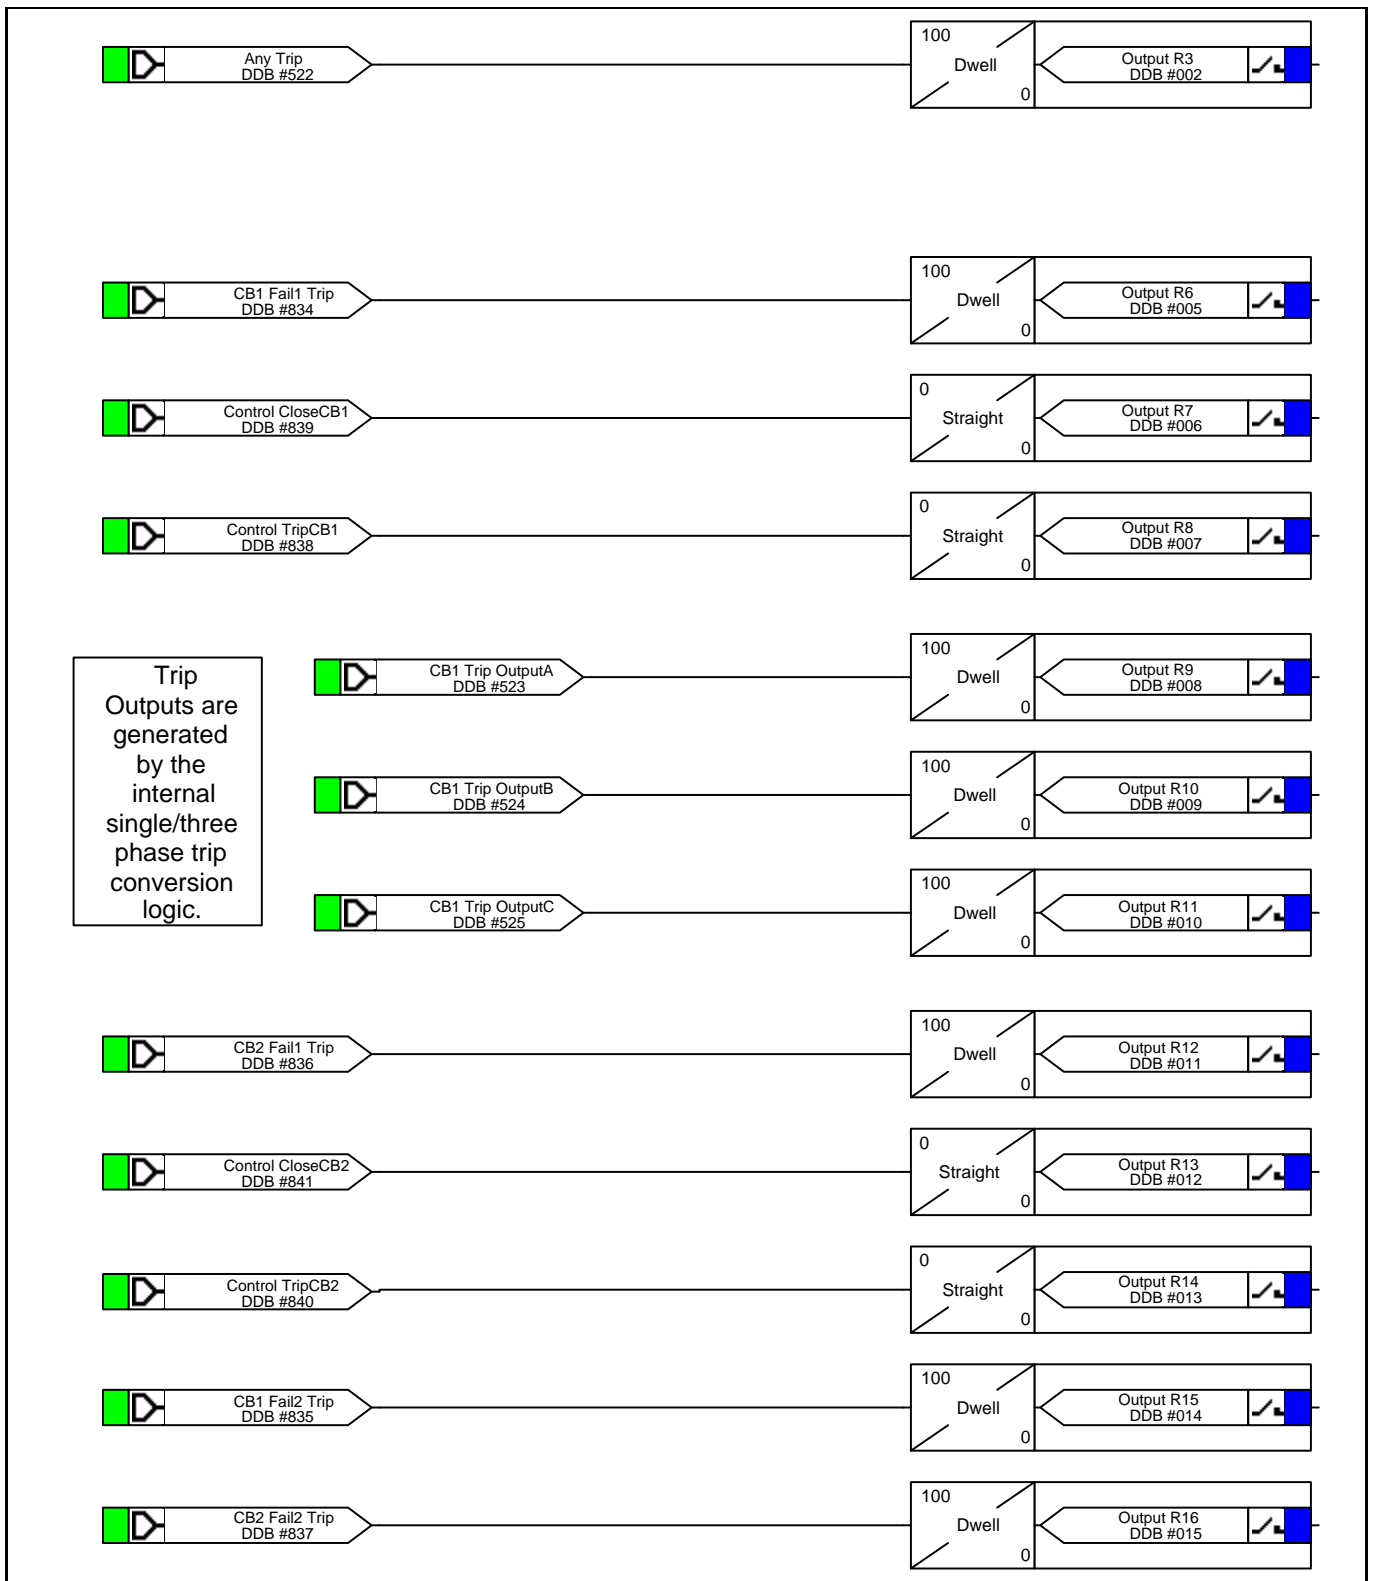 Any Trip
DDB #522
100
Dwell
0
Output R3
DDB #002
CB1 Fail1 Trip
DDB #834
100
Dwell
0
Output R6
DDB #005
Control CloseCB1
DDB #839
0
Straight
0
Output R7
DDB #006
Control TripCB1
DDB #838
0
Straight
0
Output R8
DDB #007
Trip
Outputs are
generated
by the
internal
single/three
phase trip
conversion
logic.
CB1 Trip OutputA
DDB #523
100
Dwell
0
Output R9
DDB #008
CB1 Trip OutputB
DDB #524
100
Dwell
0
Output R10
DDB #009
CB1 Trip OutputC
DDB #525
100
Dwell
0
Output R11
DDB #010
CB2 Fail1 Trip
DDB #836
100
Dwell
0
Output R12
DDB #011
Control CloseCB2
DDB #841
0
Straight
0
Output R13
DDB #012
Control TripCB2
DDB #840
0
Straight
0
Output R14
DDB #013
CB1 Fail2 Trip
DDB #835
100
Dwell
0
Output R15
DDB #014
CB2 Fail2 Trip
DDB #837
100
Dwell
0
Output R16
DDB #015